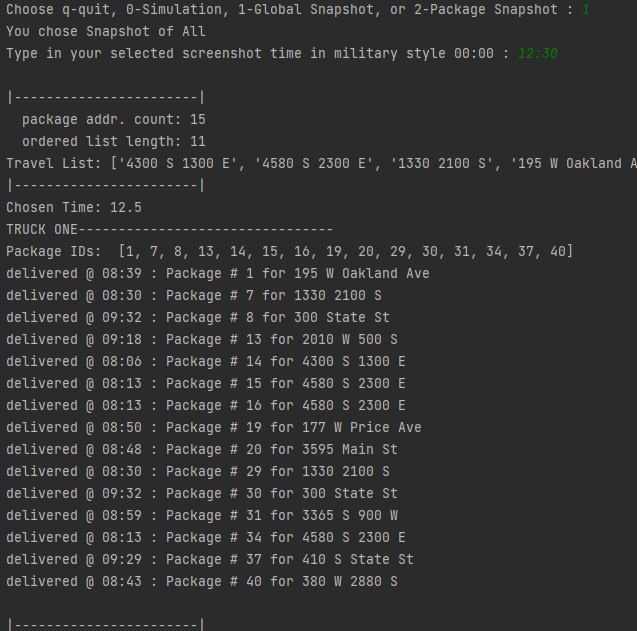 Choose q-quit, 0-Simulation, 1-Global Snapshot, or 2-Package Snapshot : 1
You chose Snapshot of All
Type in your selected screenshot time in military style 00:00 : 12:30
|-----------------------|
package addr. count: 15
ordered list length: 11
Travel List: ['4300 S 1300 E', '4580 S 2300 E', '1330 2100 S', '195 W Oakland A
|-----------------------|
Chosen Time: 12.5
TRUCK ONE--------------------------------
Package IDs:  [1, 7, 8, 13, 14, 15, 16, 19, 20, 29, 30, 31, 34, 37, 40]
delivered @ 08:39 : Package # 1 for 195 W Oakland Ave
delivered @ 08:30 : Package # 7 for 1330 2100 S
delivered @ 09:32 : Package # 8 for 300 State St
delivered @ 09:18 : Package # 13 for 2010 W 500 S
delivered @ 08:06 : Package # 14 for 4300 S 1300 E
delivered @ 08:13 : Package # 15 for 4580 S 2300 E
delivered @ 08:13 : Package # 16 for 4580 S 2300 E
delivered @ 08:50 : Package # 19 for 177 W Price Ave
delivered @ 08:48 : Package # 20 for 3595 Main St
delivered @ 08:30 : Package # 29 for 1330 2100 S
delivered @ 09:32 : Package # 30 for 300 State St
delivered @ 08:59 : Package # 31 for 3365 S 900 W
delivered @ 08:13 : Package # 34 for 4580 S 2300 E
delivered @ 09:29 : Package # 37 for 410 S State St
delivered @ 08:43 : Package # 40 for 380 W 2880 S
|-----------------------|